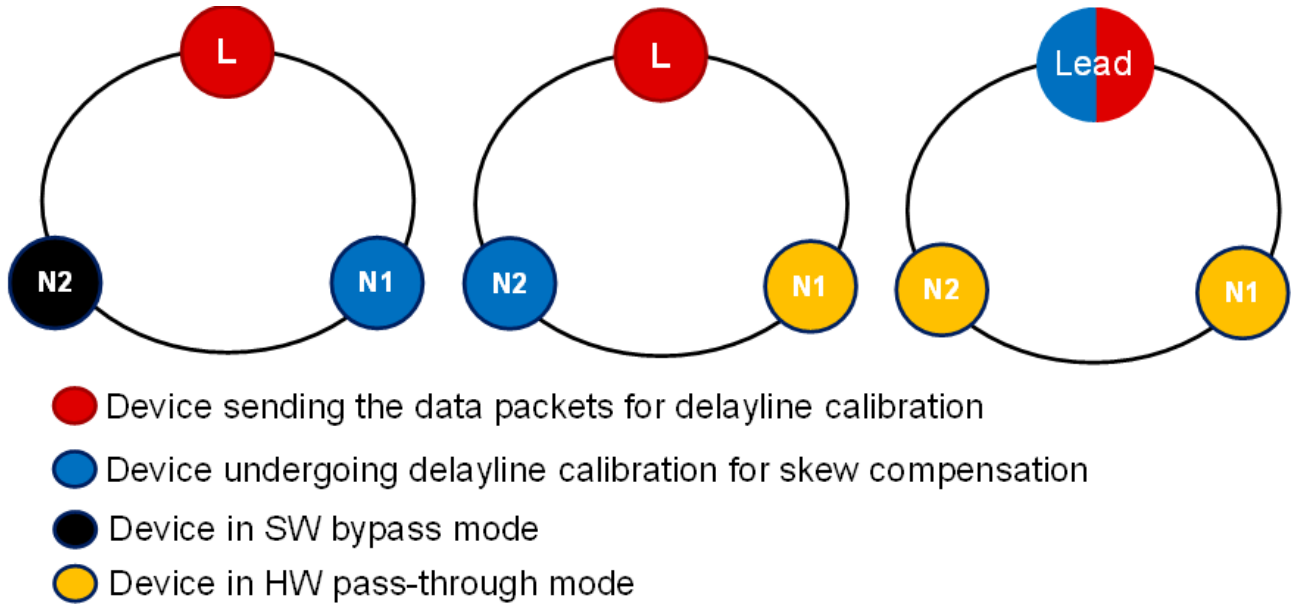 L
N2
N1
L
N2
N1
Lead
N2
N1
Device sending the data packets for delayline calibration
Device undergoing delayline calibration for skew compensation
Device in SW bypass mode
Device in HW pass-through mode